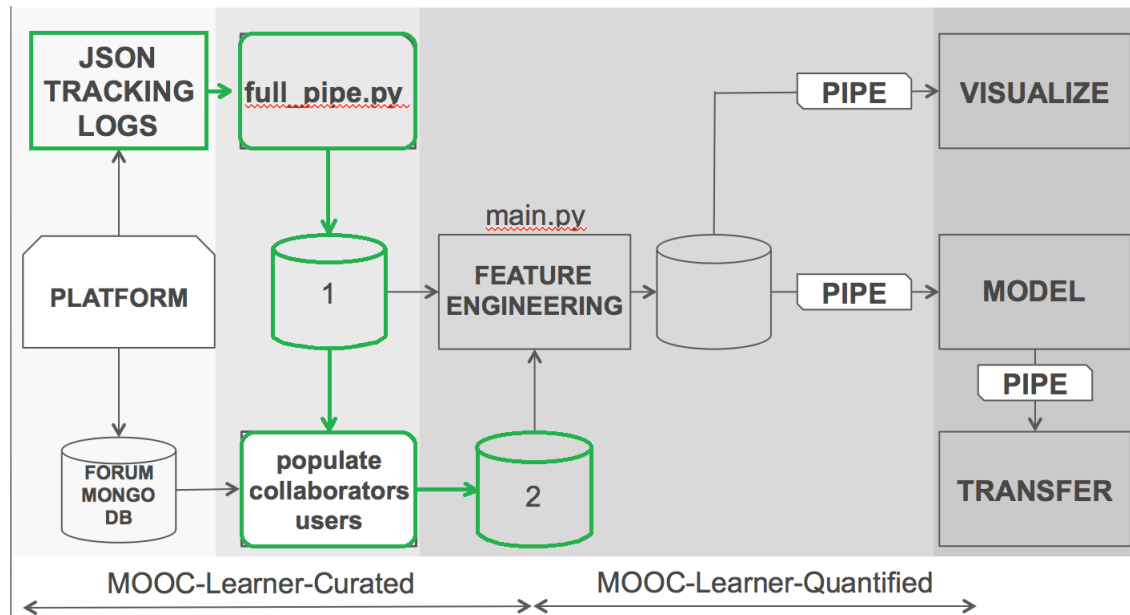 JSON
TRACKING
LOGS
full_pipe.py
PIPE
VISUALIZE
main.py
PLATFORM
1
FEATURE
ENGINEERING
PIPE
MODEL
PIPE
FORUM
MONGO
DB
populate
collaborators
users
2
TRANSFER
MOOC-Learner-Curated
MOOC-Learner-Quantified